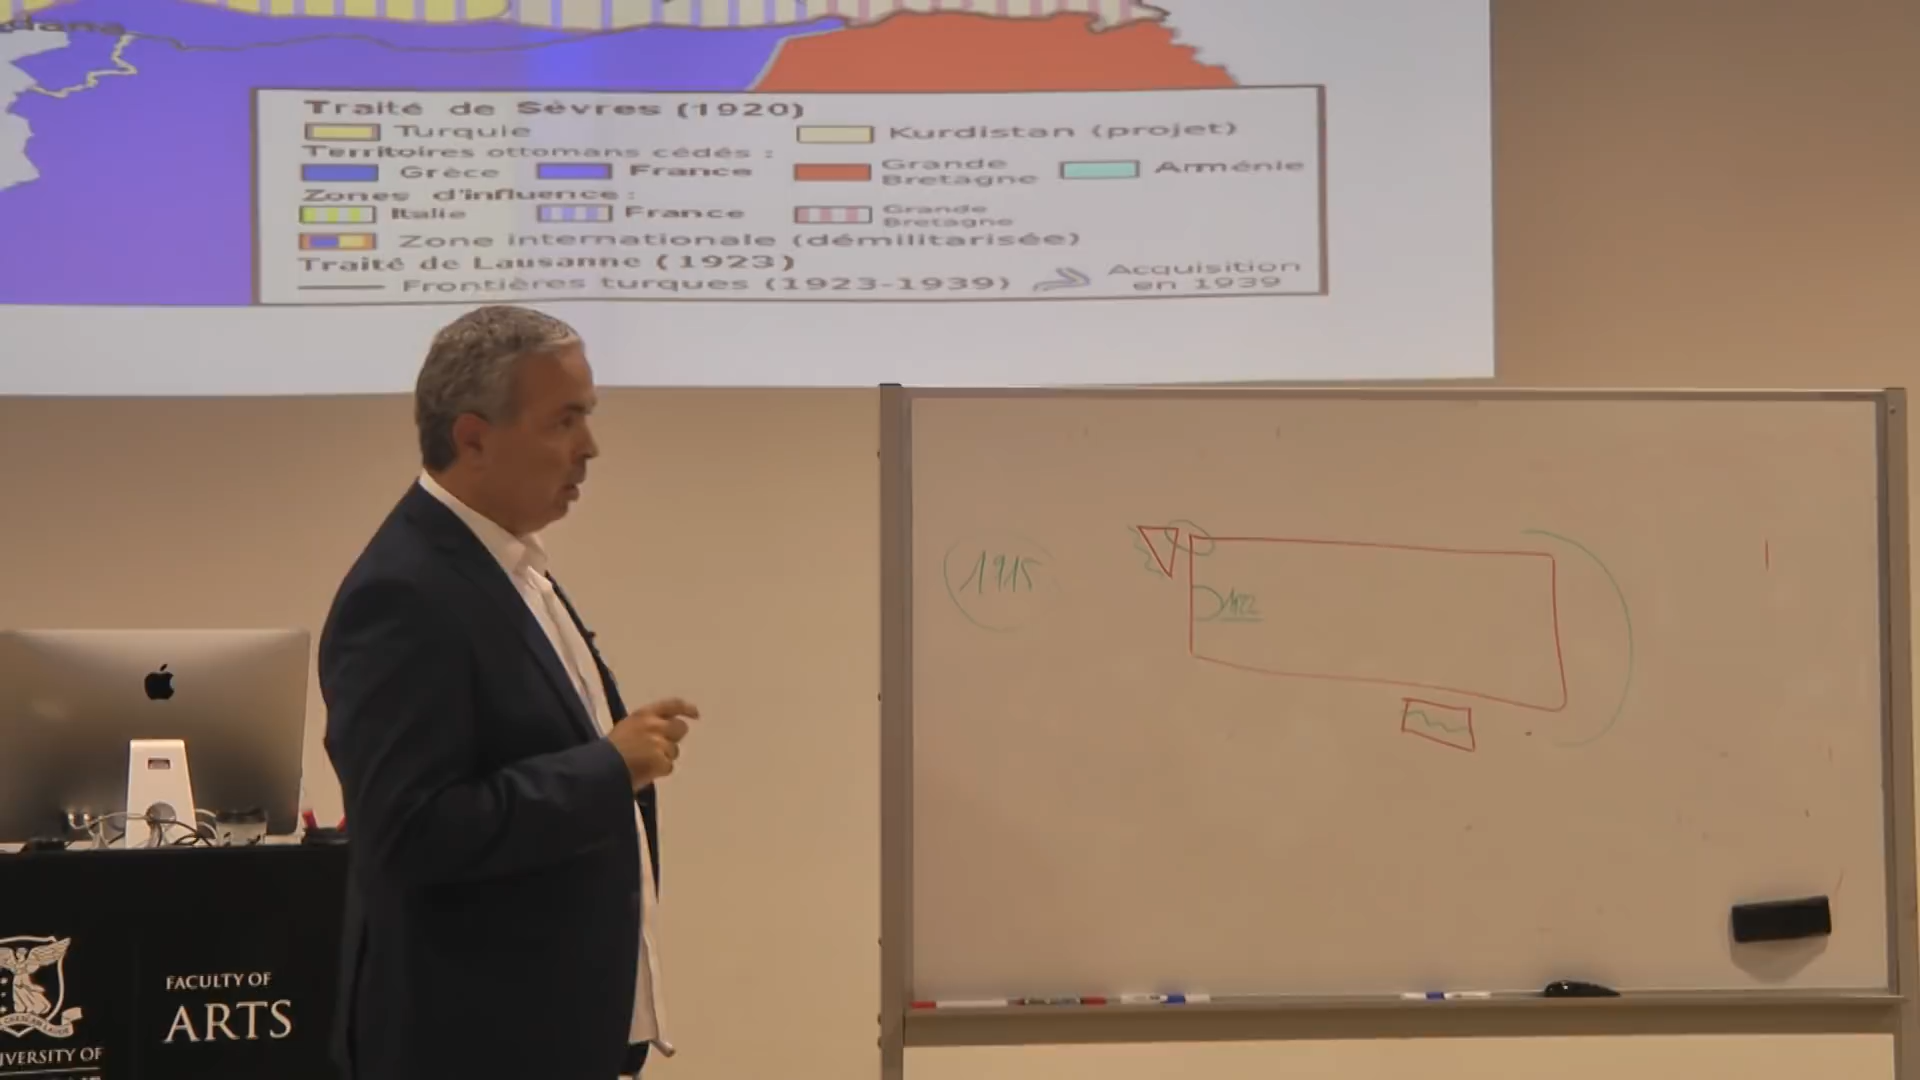 Traité de Sèvres (1920)
Turquie
Kurdistan (projet)
Territoires ottomans cédés :
Grèce
France
Grande Bretagne
Arménie
Zones d'influence :
Italie
France
Grande Bretagne
Zone internationale (démilitarisée)
Traité de Lausanne (1923)
Frontières turques (1923-1939)
Acquisition en 1939
1915
FACULTY OF
ARTS